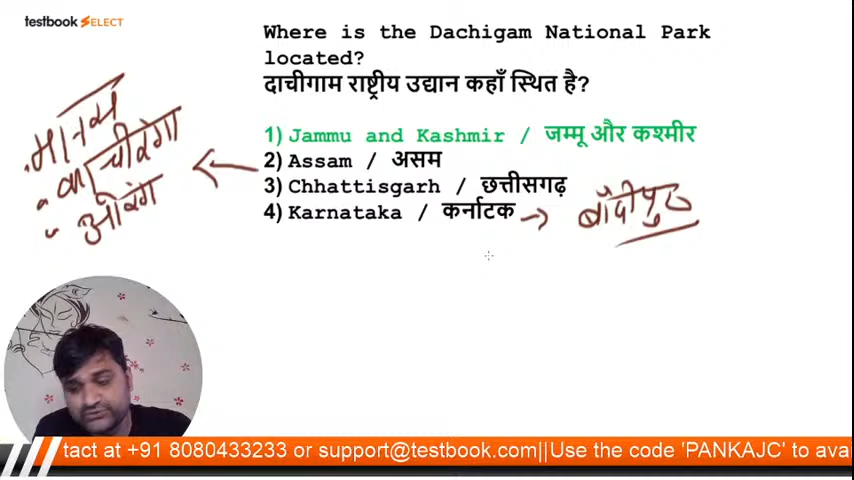 testbook SELECT
Where is the Dachigam National Park
located?
दाचीगाम राष्ट्रीय उद्यान कहाँ स्थित है?
1) Jammu and Kashmir / जम्मू और कश्मीर
2) Assam / असम
3) Chhattisgarh / छत्तीसगढ़
4) Karnataka / कर्नाटक
मानस
काजीरंगा
ओरंग
बाँदीपुर
tact at +91 8080433233 or support@testbook.com||Use the code 'PANKAJC' to ava